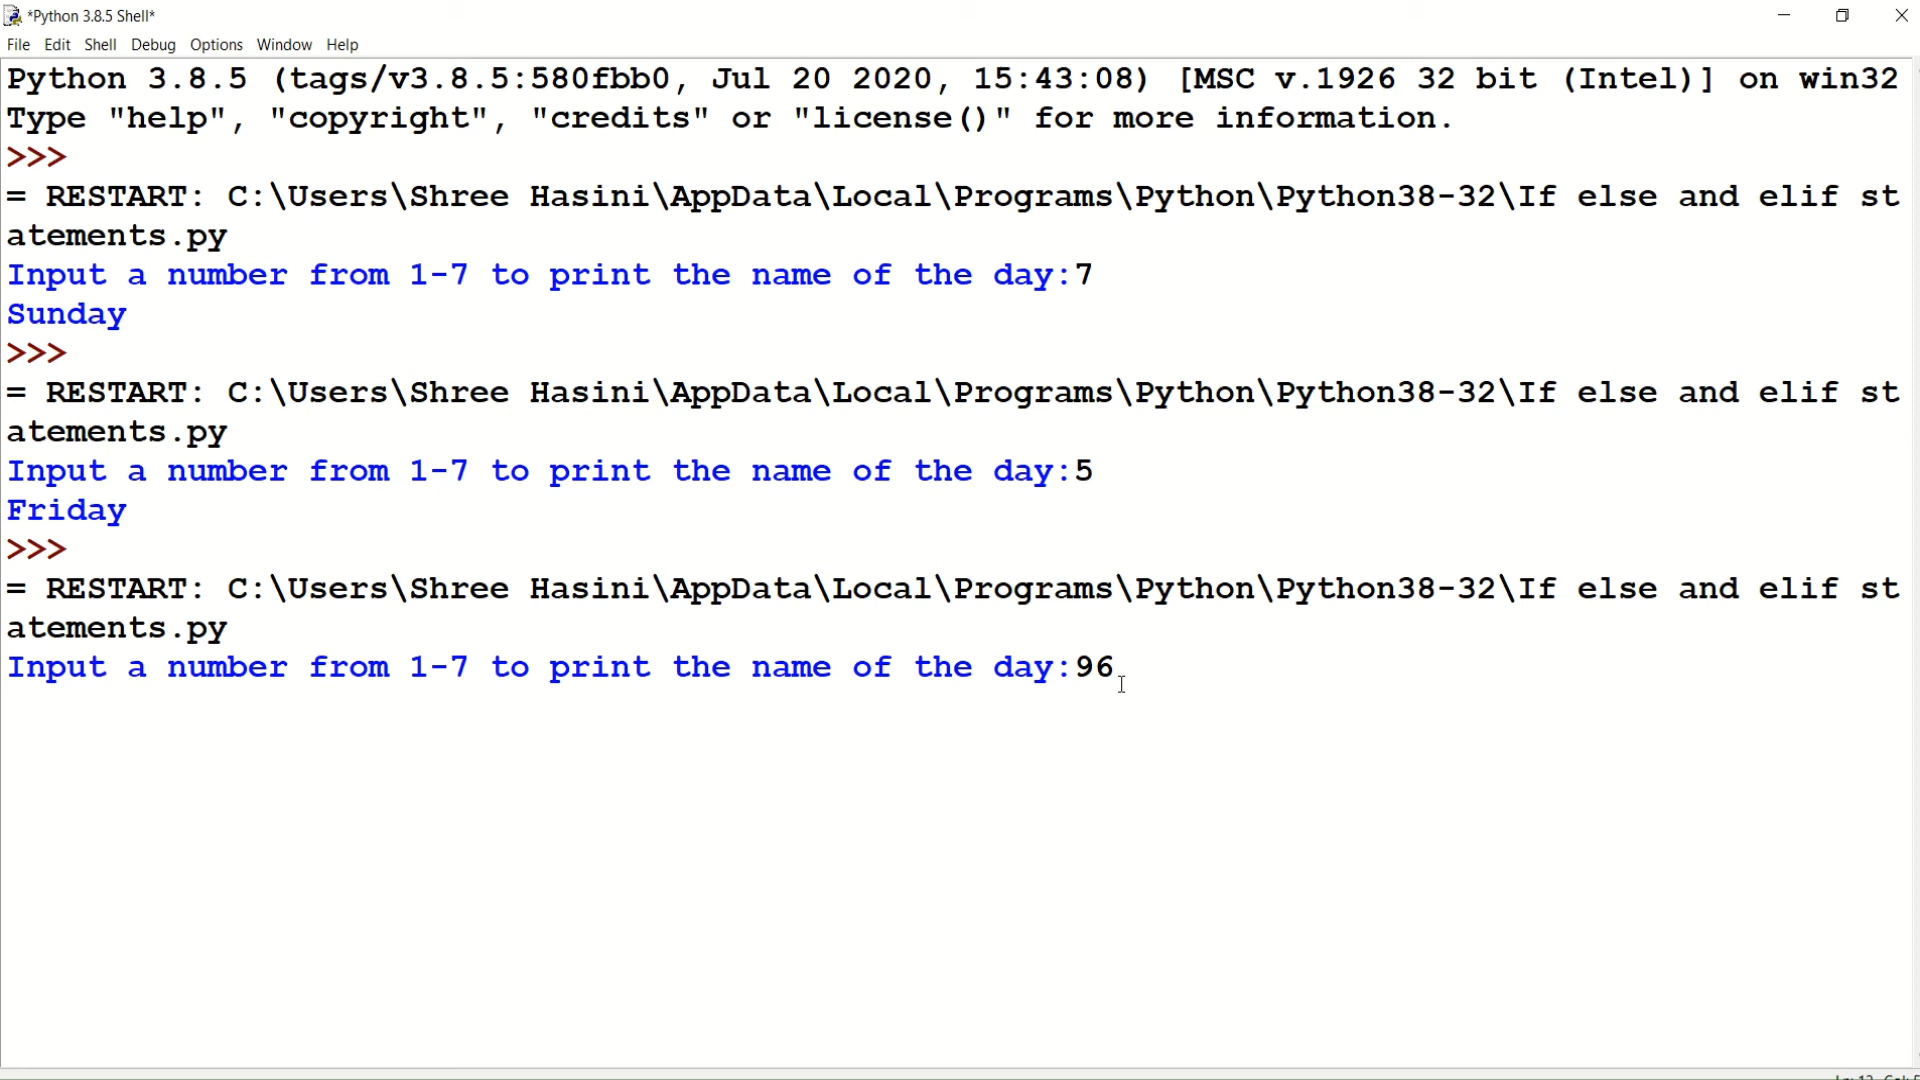 *Python 3.8.5 Shell*
File Edit Shell Debug Options Window Help
Python 3.8.5 (tags/v3.8.5:580fbb0, Jul 20 2020, 15:43:08) [MSC v.1926 32 bit (Intel)] on win32
Type "help", "copyright", "credits" or "license()" for more information.
>>>
= RESTART: C:\Users\Shree Hasini\AppData\Local\Programs\Python\Python38-32\If else and elif st
atements.py
Input a number from 1-7 to print the name of the day:7
Sunday
>>>
= RESTART: C:\Users\Shree Hasini\AppData\Local\Programs\Python\Python38-32\If else and elif st
atements.py
Input a number from 1-7 to print the name of the day:5
Friday
>>>
= RESTART: C:\Users\Shree Hasini\AppData\Local\Programs\Python\Python38-32\If else and elif st
atements.py
Input a number from 1-7 to print the name of the day:96